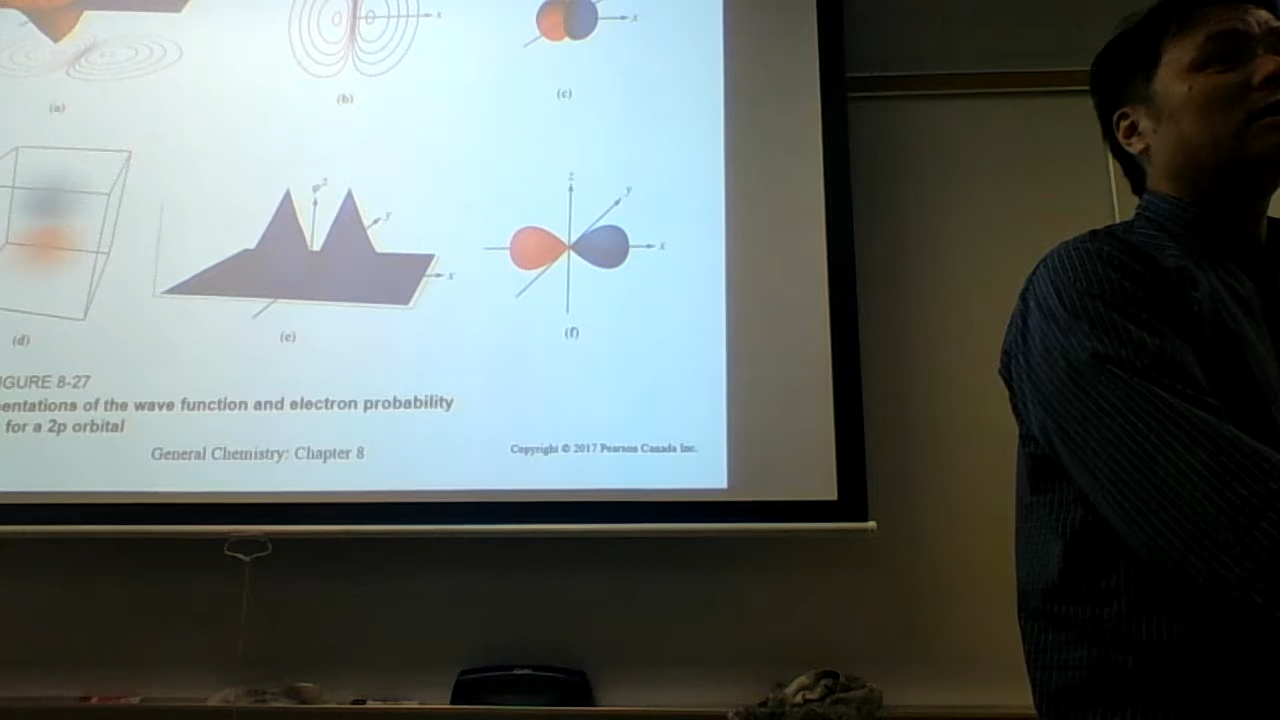 x
x
(a)
(b)
(c)
z
y
φ²
y
x
x
(d)
(e)
(f)
IGURE 8-27
entations of the wave function and electron probability
for a 2p orbital
General Chemistry: Chapter 8
Copyright © 2017 Pearson Canada Inc.